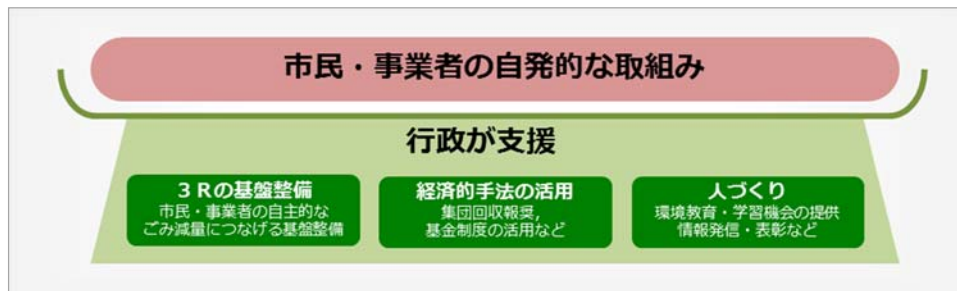 市民・事業者の自発的な取組み
行政が支援
３Rの基盤整備
市民・事業者の自主的な
ごみ減量につなげる基盤整備
経済的手法の活用
集団回収報奨,
基金制度の活用など
人づくり
環境教育・学習機会の提供
情報発信・表彰など